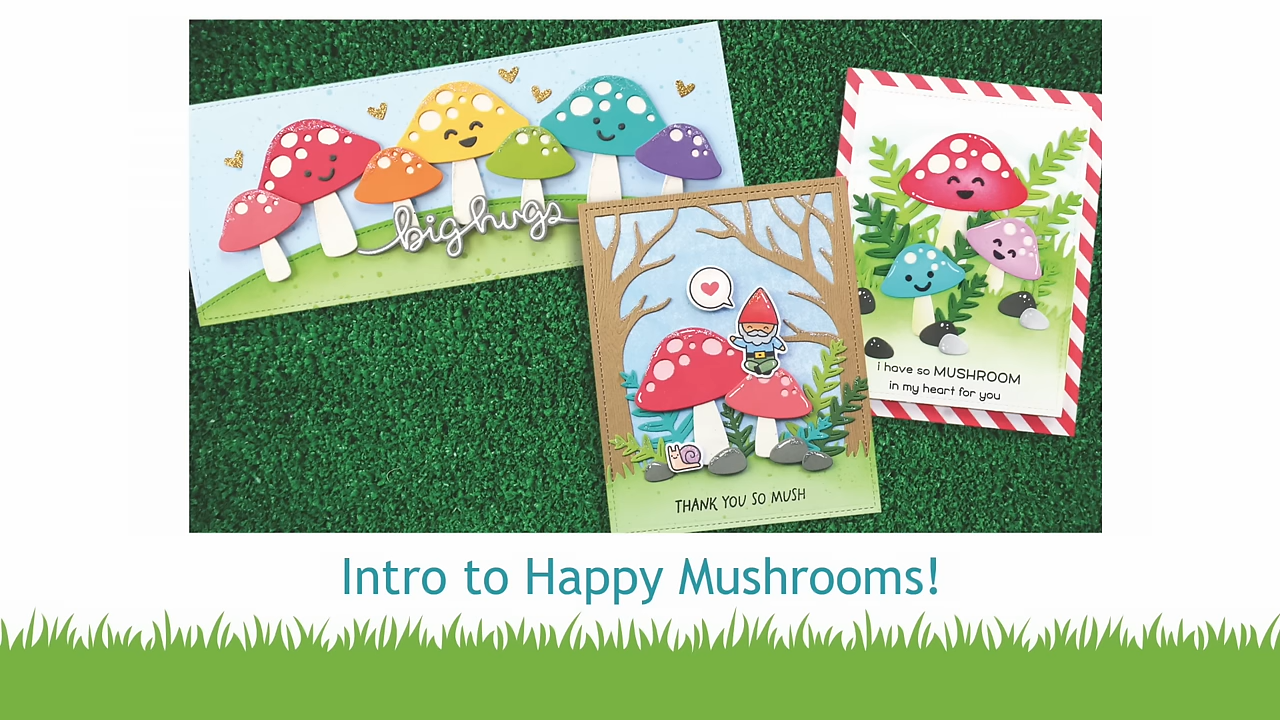 big hugs
THANK YOU SO MUSH
i have so MUSHROOM
in my heart for you
Intro to Happy Mushrooms!